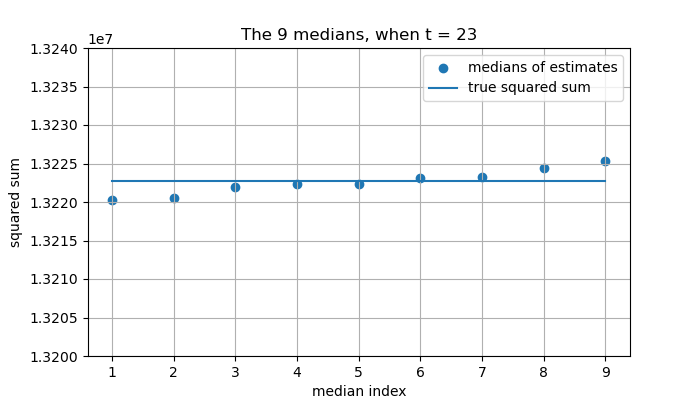 The 9 medians, when t = 23
1e7
1.3240
1.3235
1.3230
1.3225
1.3220
1.3215
1.3210
1.3205
1.3200
squared sum
medians of estimates
true squared sum
1 2 3 4 5 6 7 8 9
median index